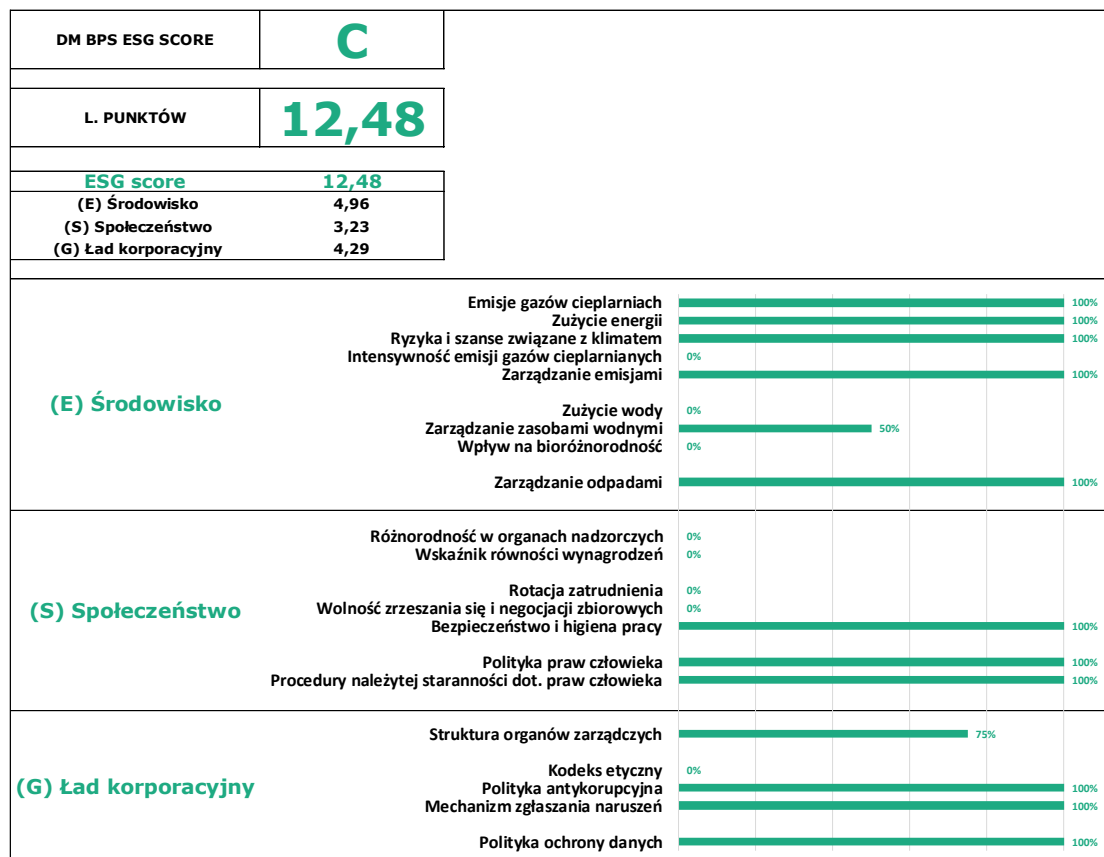 DM BPS ESG SCORE C
L. PUNKTÓW 12,48
ESG score 12,48
(E) Środowisko 4,96
(S) Społeczeństwo 3,23
(G) Ład korporacyjny 4,29
(E) Środowisko
Emisje gazów cieplarniach 100%
Zużycie energii 100%
Ryzyka i szanse związane z klimatem 100%
Intensywność emisji gazów cieplarnianych 0%
Zarządzanie emisjami 100%
Zużycie wody 0%
Zarządzanie zasobami wodnymi 50%
Wpływ na bioróżnorodność 0%
Zarządzanie odpadami 100%
(S) Społeczeństwo
Różnorodność w organach nadzorczych 0%
Wskaźnik równości wynagrodzeń 0%
Rotacja zatrudnienia 0%
Wolność zrzeszania się i negocjacji zbiorowych 0%
Bezpieczeństwo i higiena pracy 100%
Polityka praw człowieka 100%
Procedury należytej staranności dot. praw człowieka 100%
(G) Ład korporacyjny
Struktura organów zarządczych 75%
Kodeks etyczny 0%
Polityka antykorupcyjna 100%
Mechanizm zgłaszania naruszeń 100%
Polityka ochrony danych 100%